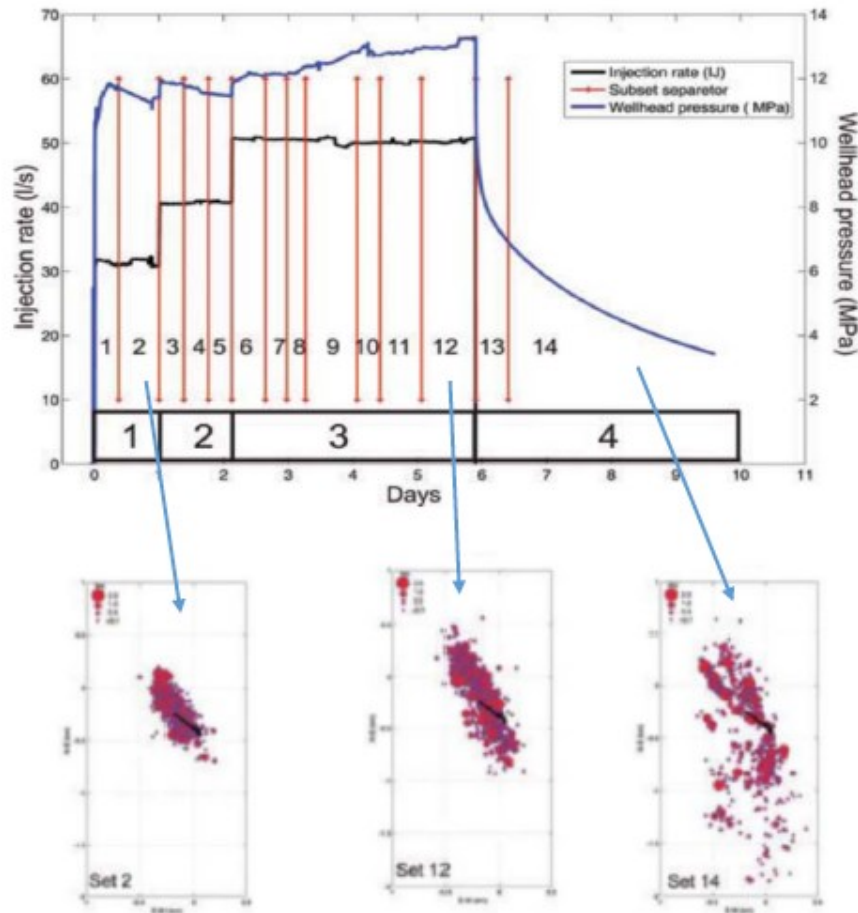 70
60
50
40
30
20
10
0
Injection rate (l/s)
14
12
10
8
6
4
2
Wellhead pressure (MPa)
Injection rate (IJ)
Subset separetor
Wellhead pressure ( MPa)
1 2 3 4 5 6 7 8 9 10 11 12 13 14
1 2 3 4
0 1 2 3 4 5 6 7 8 9 10 11
Days
Set 2
Set 12
Set 14